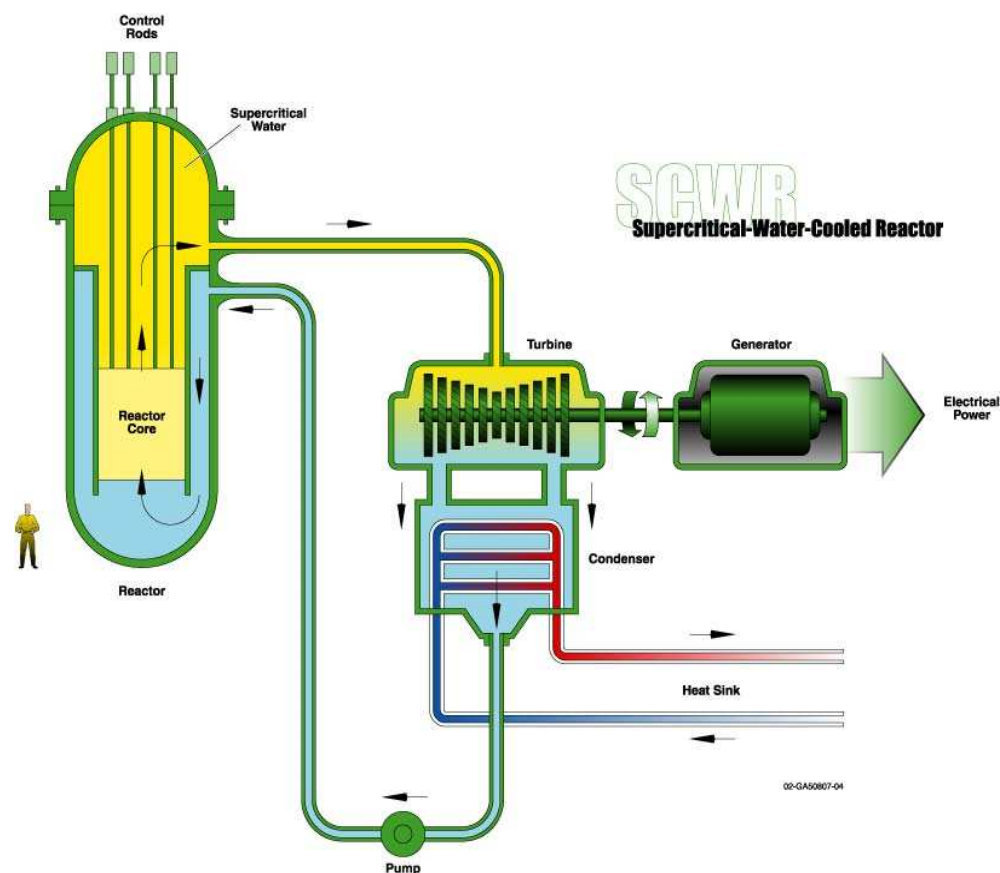 Control
Rods
Supercritical
Water
SCWR
Supercritical-Water-Cooled Reactor
Turbine
Generator
Electrical
Power
Reactor
Core
Condenser
Reactor
Heat Sink
02-GA50807-04
Pump